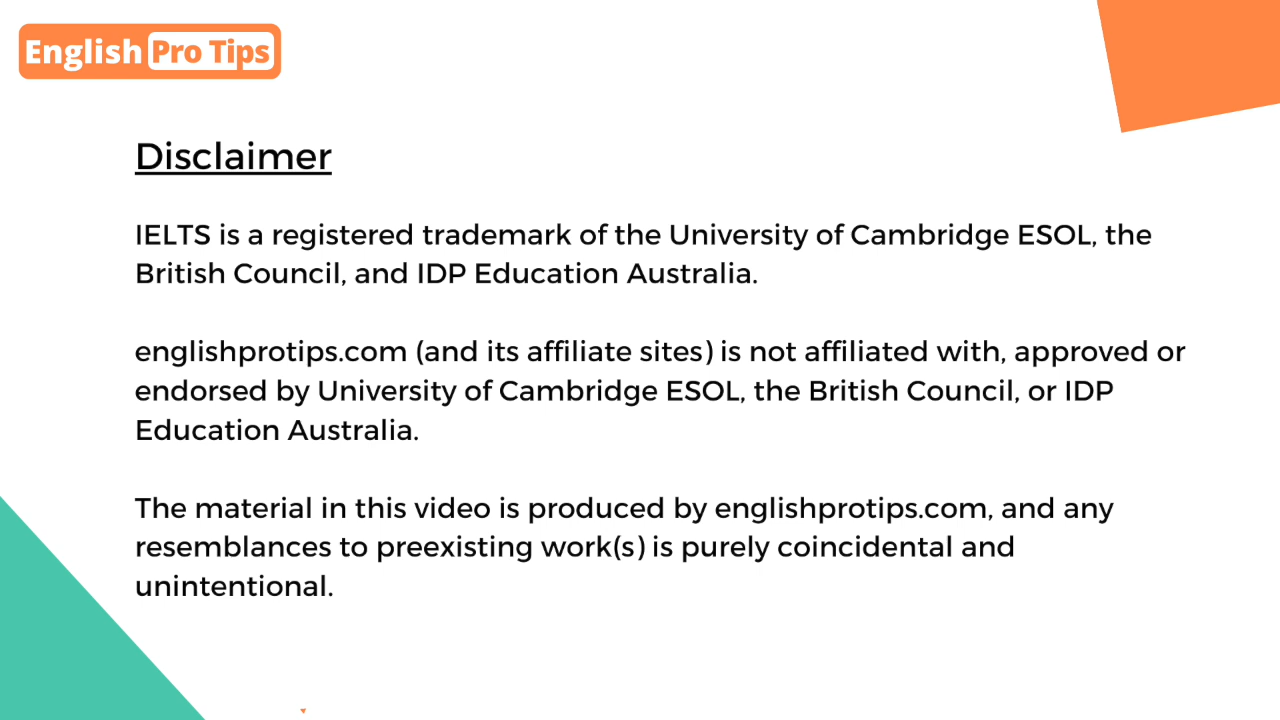 English Pro Tips
Disclaimer
IELTS is a registered trademark of the University of Cambridge ESOL, the
British Council, and IDP Education Australia.
englishprotips.com (and its affiliate sites) is not affiliated with, approved or
endorsed by University of Cambridge ESOL, the British Council, or IDP
Education Australia.
The material in this video is produced by englishprotips.com, and any
resemblances to preexisting work(s) is purely coincidental and
unintentional.